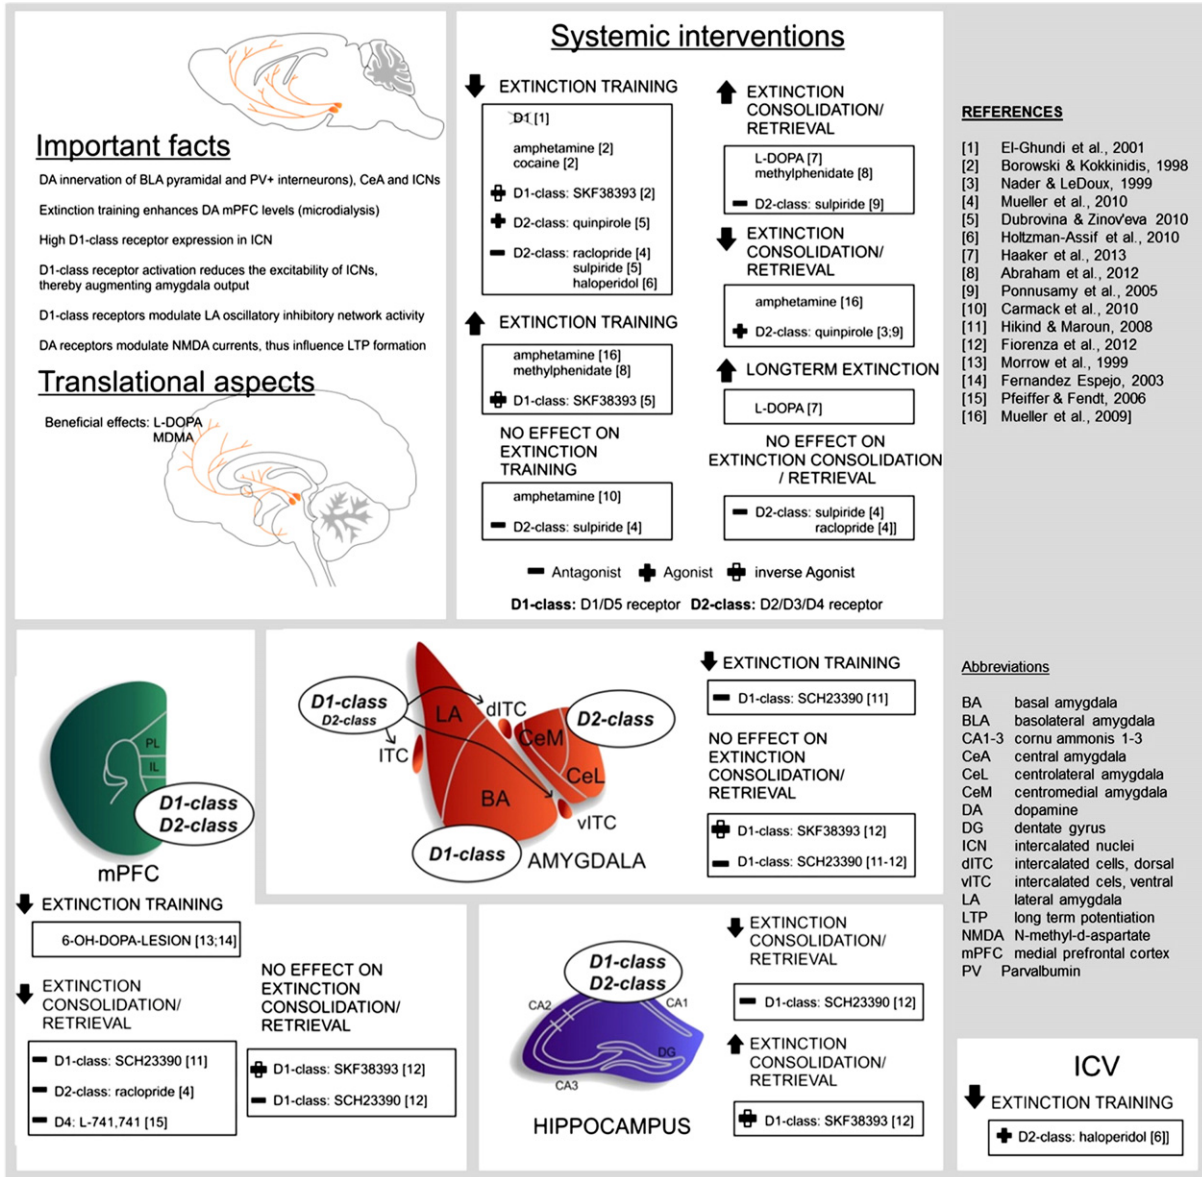 Important facts
DA innervation of BLA pyramidal and PV+ interneurons), CeA and ICNs
Extinction training enhances DA mPFC levels (microdialysis)
High D1-class receptor expression in ICN
D1-class receptor activation reduces the excitability of ICNs,
thereby augmenting amygdala output
D1-class receptors modulate LA oscillatory inhibitory network activity
DA receptors modulate NMDA currents, thus influence LTP formation
Translational aspects
Beneficial effects: L-DOPA
MDMA
Systemic interventions
EXTINCTION TRAINING
D1 [1]
amphetamine [2]
cocaine [2]
D1-class: SKF38393 [2]
D2-class: quinpirole [5]
D2-class: raclopride [4]
sulpiride [5]
haloperidol [6]
EXTINCTION TRAINING
amphetamine [16]
methylphenidate [8]
D1-class: SKF38393 [5]
NO EFFECT ON
EXTINCTION
TRAINING
amphetamine [10]
D2-class: sulpiride [4]
EXTINCTION
CONSOLIDATION/
RETRIEVAL
L-DOPA [7]
methylphenidate [8]
D2-class: sulpiride [9]
EXTINCTION
CONSOLIDATION/
RETRIEVAL
amphetamine [16]
D2-class: quinpirole [3;9]
LONGTERM EXTINCTION
L-DOPA [7]
NO EFFECT ON
EXTINCTION CONSOLIDATION
/ RETRIEVAL
D2-class: sulpiride [4]
raclopride [4]]
Antagonist Agonist inverse Agonist
D1-class: D1/D5 receptor D2-class: D2/D3/D4 receptor
REFERENCES
[1] El-Ghundi et al., 2001
[2] Borowski & Kokkinidis, 1998
[3] Nader & LeDoux, 1999
[4] Mueller et al., 2010
[5] Dubrovina & Zinov'eva 2010
[6] Holtzman-Assif et al., 2010
[7] Haaker et al., 2013
[8] Abraham et al., 2012
[9] Ponnusamy et al., 2005
[10] Carmack et al., 2010
[11] Hikind & Maroun, 2008
[12] Fiorenza et al., 2012
[13] Morrow et al., 1999
[14] Fernandez Espejo, 2003
[15] Pfeiffer & Fendt, 2006
[16] Mueller et al., 2009]
PL
IL
D1-class
D2-class
mPFC
EXTINCTION TRAINING
6-OH-DOPA-LESION [13;14]
EXTINCTION
CONSOLIDATION/
RETRIEVAL
D1-class: SCH23390 [11]
D2-class: raclopride [4]
D4: L-741,741 [15]
NO EFFECT ON
EXTINCTION
CONSOLIDATION/
RETRIEVAL
D1-class: SKF38393 [12]
D1-class: SCH23390 [12]
D1-class
D2-class
LA
dITC
CeM
D2-class
ITC
CeL
BA
vITC
D1-class
AMYGDALA
EXTINCTION TRAINING
D1-class: SCH23390 [11]
NO EFFECT ON
EXTINCTION
CONSOLIDATION/
RETRIEVAL
D1-class: SKF38393 [12]
D1-class: SCH23390 [11-12]
D1-class
D2-class
CA2
CA1
DG
CA3
HIPPOCAMPUS
EXTINCTION
CONSOLIDATION/
RETRIEVAL
D1-class: SCH23390 [12]
EXTINCTION
CONSOLIDATION/
RETRIEVAL
D1-class: SKF38393 [12]
Abbreviations
BA basal amygdala
BLA basolateral amygdala
CA1-3 cornu ammonis 1-3
CeA central amygdala
CeL centrolateral amygdala
CeM centromedial amygdala
DA dopamine
DG dentate gyrus
ICN intercalated nuclei
dITC intercalated cells, dorsal
vITC intercalated cels, ventral
LA lateral amygdala
LTP long term potentiation
NMDA N-methyl-d-aspartate
mPFC medial prefrontal cortex
PV Parvalbumin
ICV
EXTINCTION TRAINING
D2-class: haloperidol [6]]